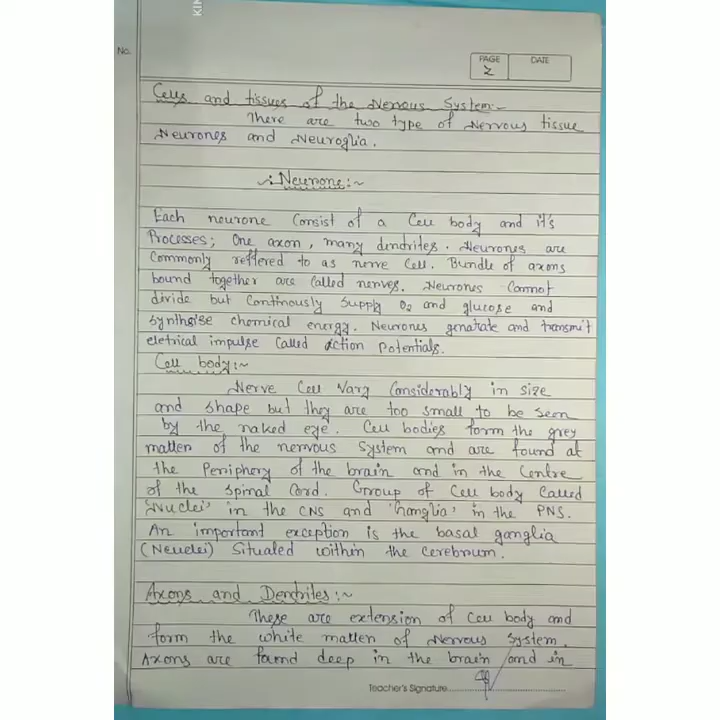 KIN
No.
PAGE DATE
2
Cells and tissues of the Nervous System:~
There are two type of Nervous tissue
Neurones and Neuroglia.
Neurone:~
Each neurone Consist of a Cell body and it's
Processes; One axon, many dendrites. Neurones are
Commonly reffered to as nerve Cell. Bundle of axons
bound together are Called nerves. Neurones Cannot
divide but Continously Supply O2 and glucose and
Synthsise chemical energy. Neurones genatate and transmit
eletrical impulse Called Action Potentials.
Cell body:~
Nerve Cell Vary Considerably in size
and shape but they are too small to be seen
by the naked eye. Cell bodies form the grey
matter of the nervous System and are found at
the Periphery of the brain and in the Centre
of the Spinal Cord. Group of Cell body Called
'Nuclei' in the CNS and 'Ganglia' in the PNS.
An important exception is the basal ganglia
(Neuclei) Situated within the Cerebrum.
Axons and Dendrites:~
These are extension of Cell body and
form the white matter of Nervous System.
Axons are found deep in the brain and in
Teacher's Signature